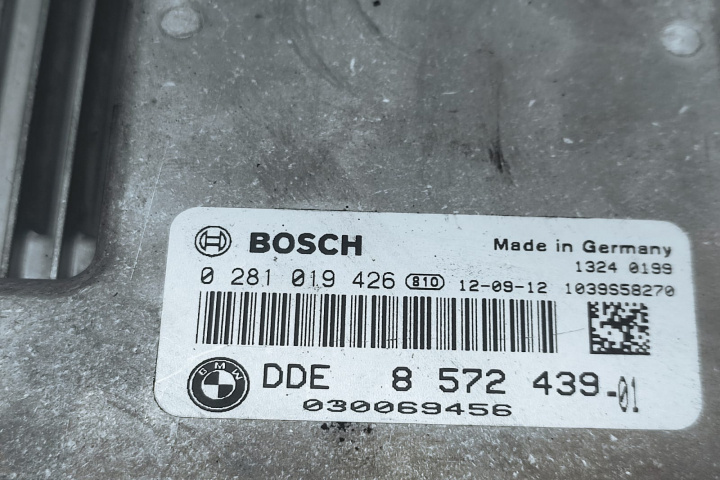 BOSCH Made in Germany
1324 0199
0 281 019 426 810 12-09-12 1039S58270
BMW DDE 8 572 439-01
030069456